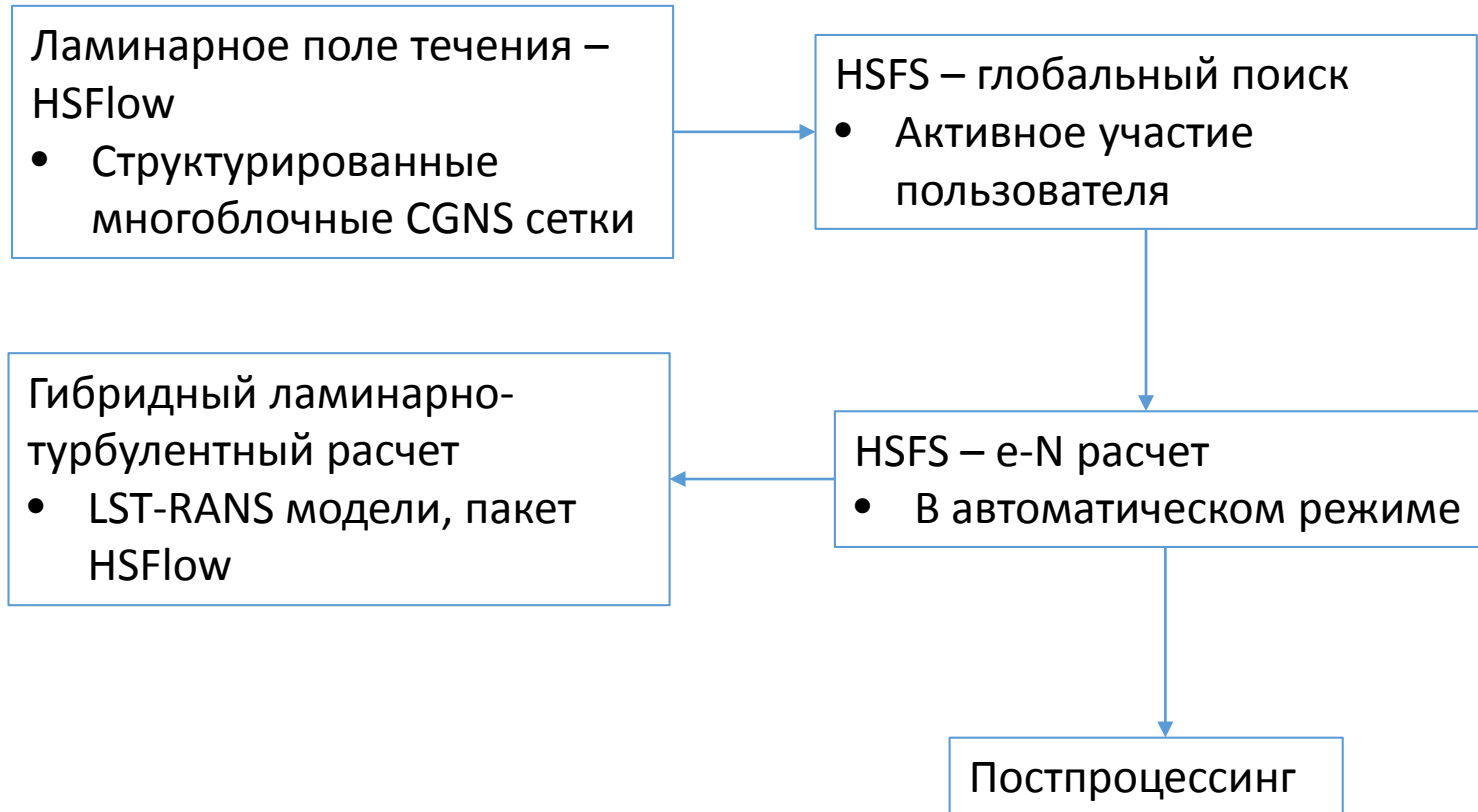 Ламинарное поле течения –
HSFlow
• Структурированные
многоблочные CGNS сетки
HSFS – глобальный поиск
• Активное участие
пользователя
Гибридный ламинарно-
турбулентный расчет
• LST-RANS модели, пакет
HSFlow
HSFS – e-N расчет
• В автоматическом режиме
Постпроцессинг